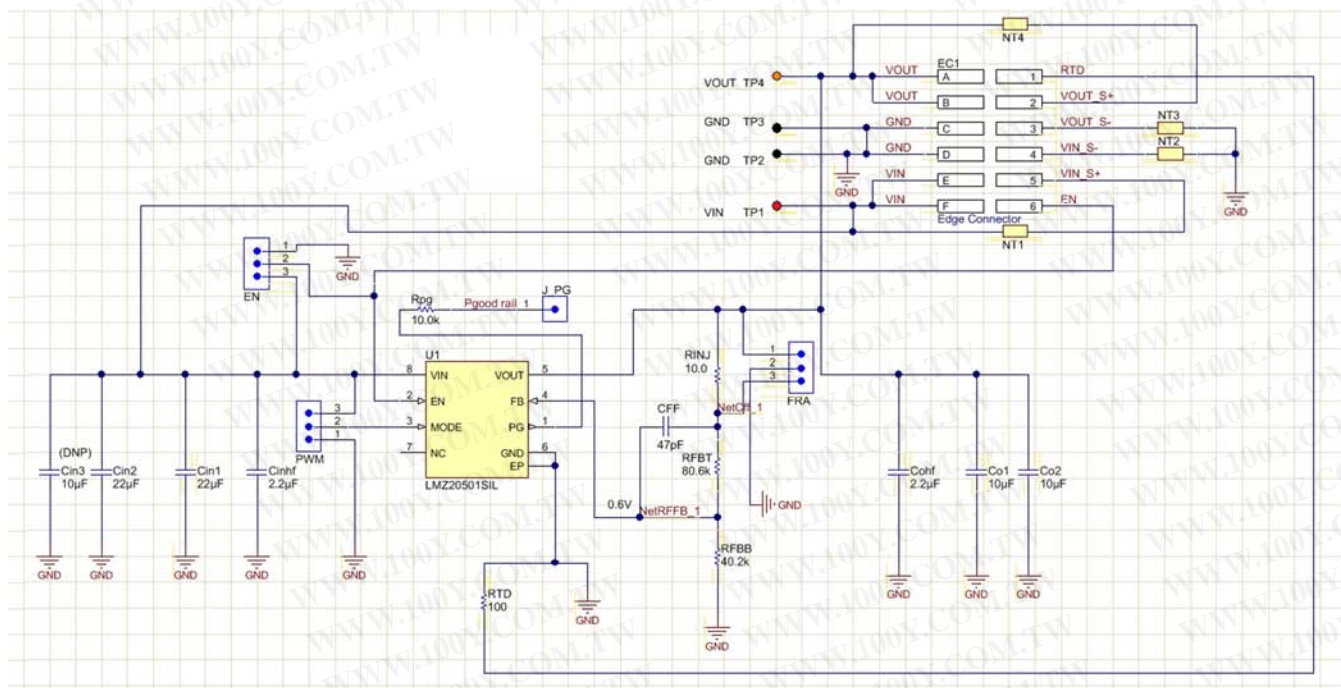 NT4
VOUT TP4
VOUT
EC1
A
1
RTD
VOUT
B
2
VOUT_S+
GND TP3
GND
C
3
VOUT_S-
NT3
GND TP2
GND
D
4
VIN_S-
NT2
GND
VIN
E
5
VIN_S+
GND
VIN TP1
VIN
F
6
EN
Edge Connector
NT1
1
2
3
EN
GND
Rpg
10.0k
Pgood rail
1
J_PG
U1
8 VIN
VOUT 5
2 EN
FB 4
3 MODE
PG 1
7 NC
GND 6
EP
LMZ20501SIL
RINJ
10.0
1
2
3
FRA
NetCff_1
CFF
47pF
RFBT
80.6k
0.6V
NetRFFB_1
GND
RFBB
40.2k
GND
3
2
1
PWM
(DNP)
Cin3
10µF
Cin2
22µF
Cin1
22µF
Cinhf
2.2µF
GND
GND
GND
GND
GND
RTD
100
GND
Cohf
2.2µF
Co1
10µF
Co2
10µF
GND
GND
GND
WWW.100Y.COM.TW